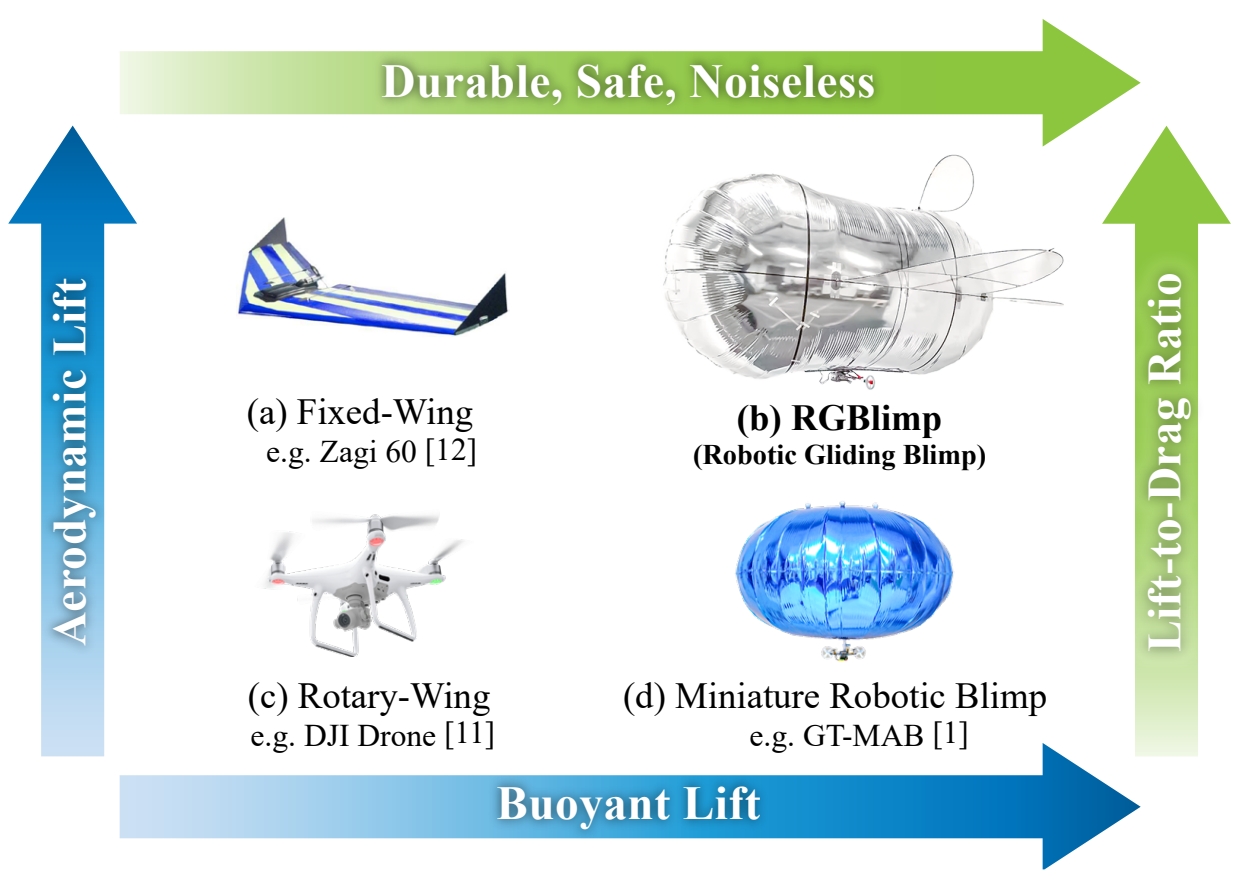 Durable, Safe, Noiseless
Aerodynamic Lift
Lift-to-Drag Ratio
(a) Fixed-Wing
e.g. Zagi 60 [12]
(b) RGBlimp
(Robotic Gliding Blimp)
(c) Rotary-Wing
e.g. DJI Drone [11]
(d) Miniature Robotic Blimp
e.g. GT-MAB [1]
Buoyant Lift